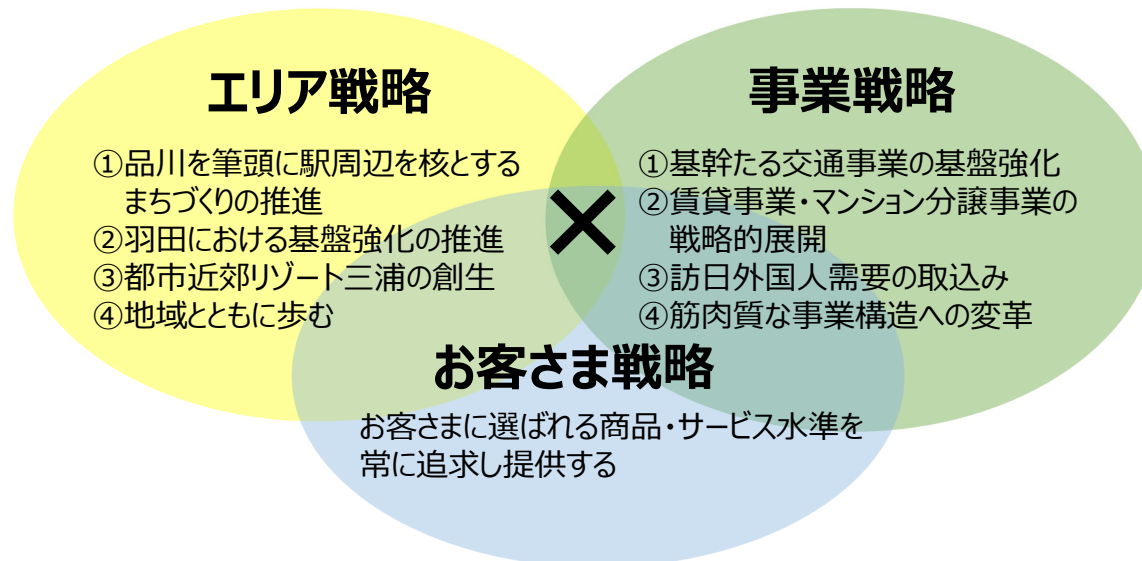 エリア戦略
①品川を筆頭に駅周辺を核とする
まちづくりの推進
②羽田における基盤強化の推進
③都市近郊リゾート三浦の創生
④地域とともに歩む
×
事業戦略
①基幹たる交通事業の基盤強化
②賃貸事業・マンション分譲事業の
戦略的展開
③訪日外国人需要の取込み
④筋肉質な事業構造への変革
お客さま戦略
お客さまに選ばれる商品・サービス水準を
常に追求し提供する